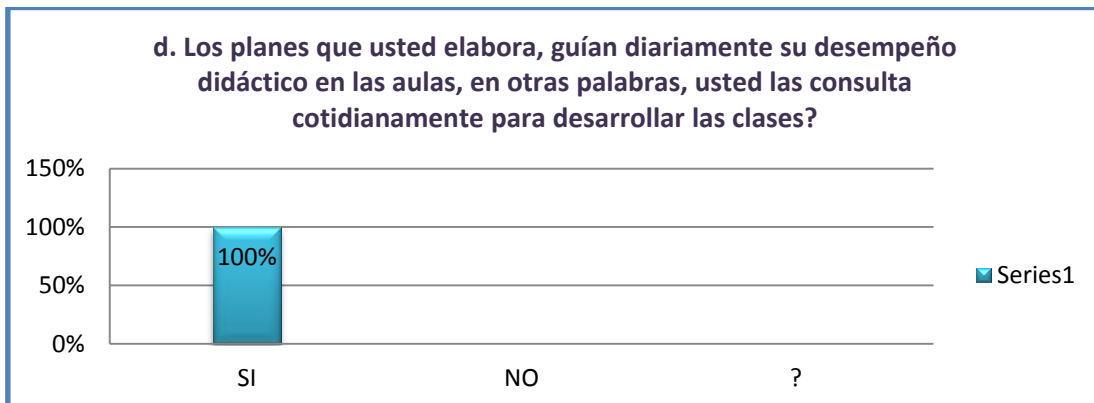 d. Los planes que usted elabora, guían diariamente su desempeño
didáctico en las aulas, en otras palabras, usted las consulta
cotidianamente para desarrollar las clases?
150%
100%
50%
0%
100%
SI
NO
?
Series1